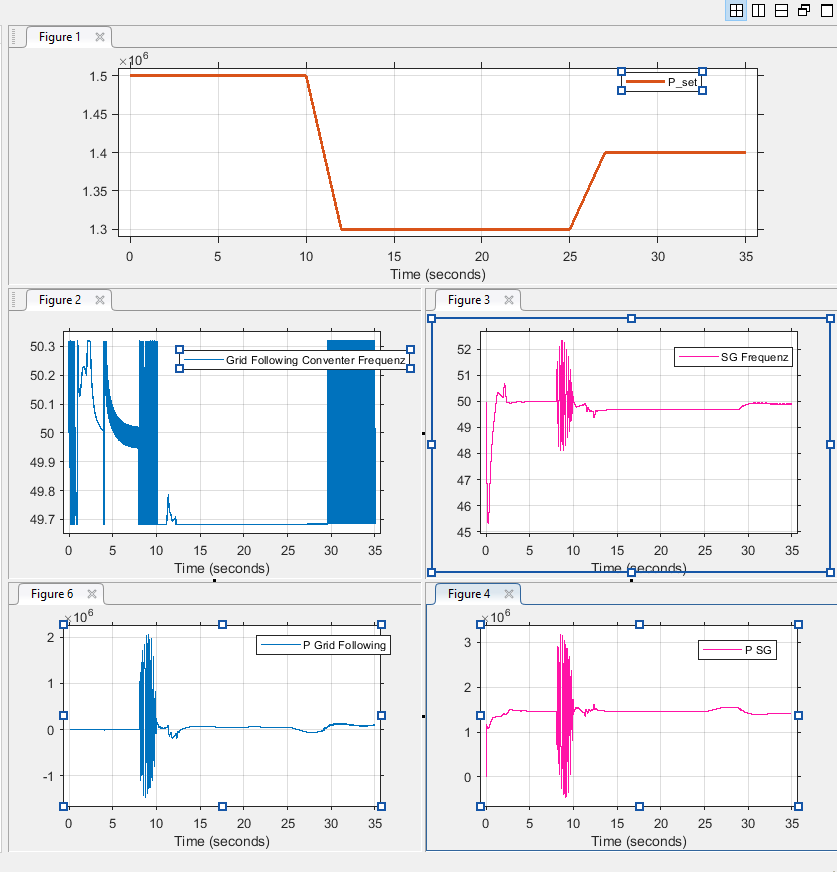 Figure 1
×10^6
1.5
1.45
1.4
1.35
1.3
P_set
0 5 10 15 20 25 30 35
Time (seconds)
Figure 2
50.3
50.2
50.1
50
49.9
49.8
49.7
Grid Following Conventer Frequenz
0 5 10 15 20 25 30 35
Time (seconds)
Figure 3
52
51
50
49
48
47
46
45
SG Frequenz
0 5 10 15 20 25 30 35
Time (seconds)
Figure 6
×10^6
2
1
0
-1
P Grid Following
0 5 10 15 20 25 30 35
Time (seconds)
Figure 4
×10^6
3
2
1
0
P SG
0 5 10 15 20 25 30 35
Time (seconds)